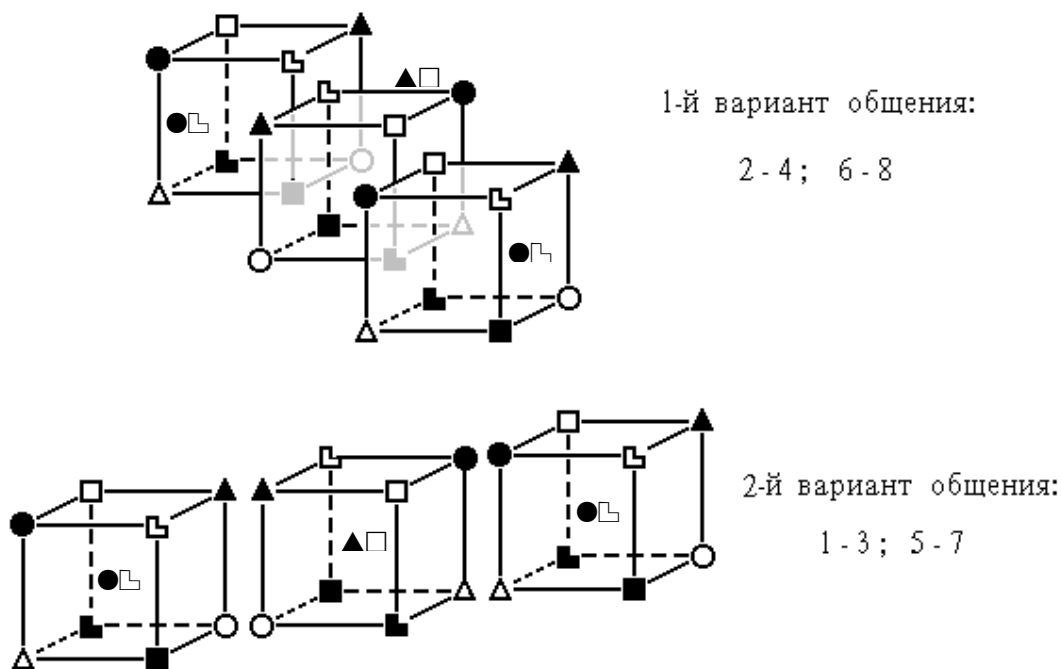 1-й вариант общения:
2 - 4; 6 - 8
2-й вариант общения:
1 - 3 ; 5 - 7